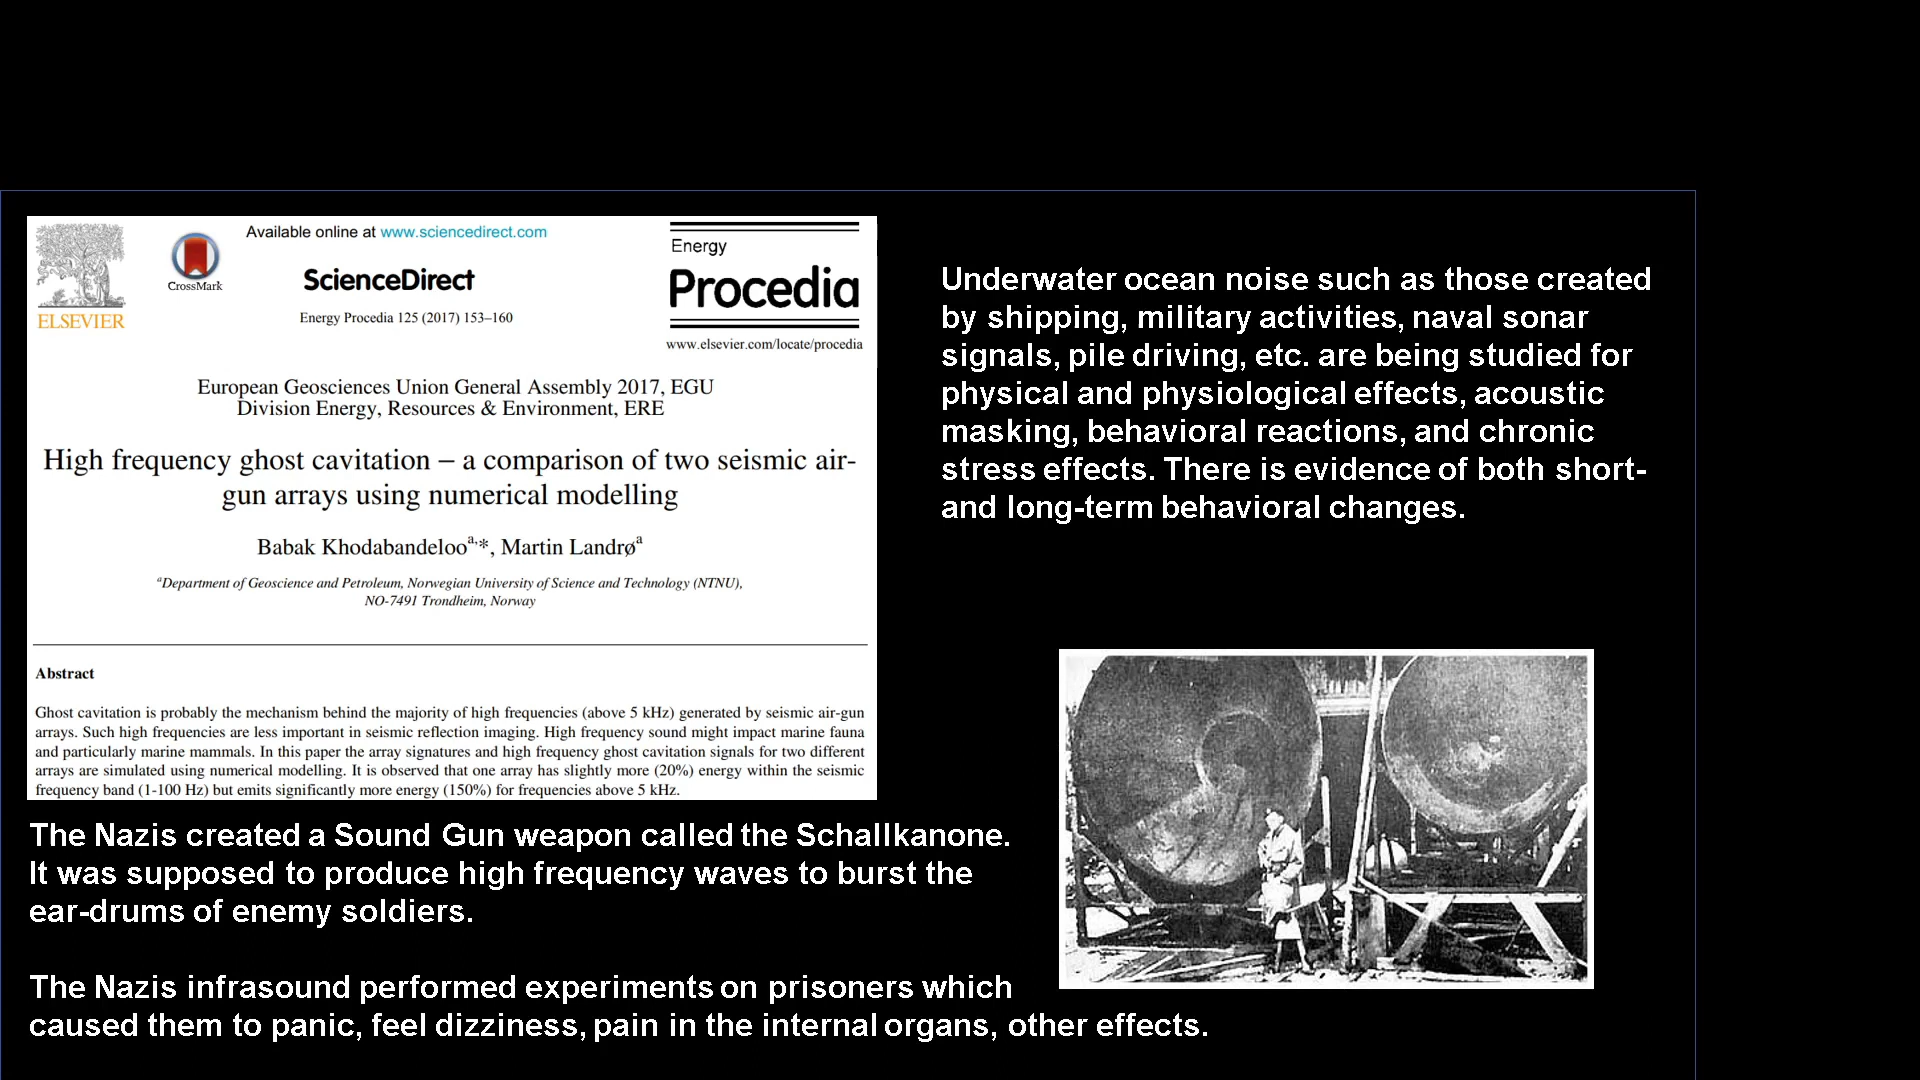 Available online at www.sciencedirect.com
CrossMark
ScienceDirect
ELSEVIER
Energy Procedia 125 (2017) 153–160
Energy
Procedia
www.elsevier.com/locate/procedia
European Geosciences Union General Assembly 2017, EGU
Division Energy, Resources & Environment, ERE
High frequency ghost cavitation – a comparison of two seismic air-
gun arrays using numerical modelling
Babak Khodabandelooa,*, Martin Landrøa
aDepartment of Geoscience and Petroleum, Norwegian University of Science and Technology (NTNU),
NO-7491 Trondheim, Norway
Abstract
Ghost cavitation is probably the mechanism behind the majority of high frequencies (above 5 kHz) generated by seismic air-gun
arrays. Such high frequencies are less important in seismic reflection imaging. High frequency sound might impact marine fauna
and particularly marine mammals. In this paper the array signatures and high frequency ghost cavitation signals for two different
arrays are simulated using numerical modelling. It is observed that one array has slightly more (20%) energy within the seismic
frequency band (1-100 Hz) but emits significantly more energy (150%) for frequencies above 5 kHz.
Underwater ocean noise such as those created
by shipping, military activities, naval sonar
signals, pile driving, etc. are being studied for
physical and physiological effects, acoustic
masking, behavioral reactions, and chronic
stress effects. There is evidence of both short-
and long-term behavioral changes.
The Nazis created a Sound Gun weapon called the Schallkanone.
It was supposed to produce high frequency waves to burst the
ear-drums of enemy soldiers.
The Nazis infrasound performed experiments on prisoners which
caused them to panic, feel dizziness, pain in the internal organs, other effects.